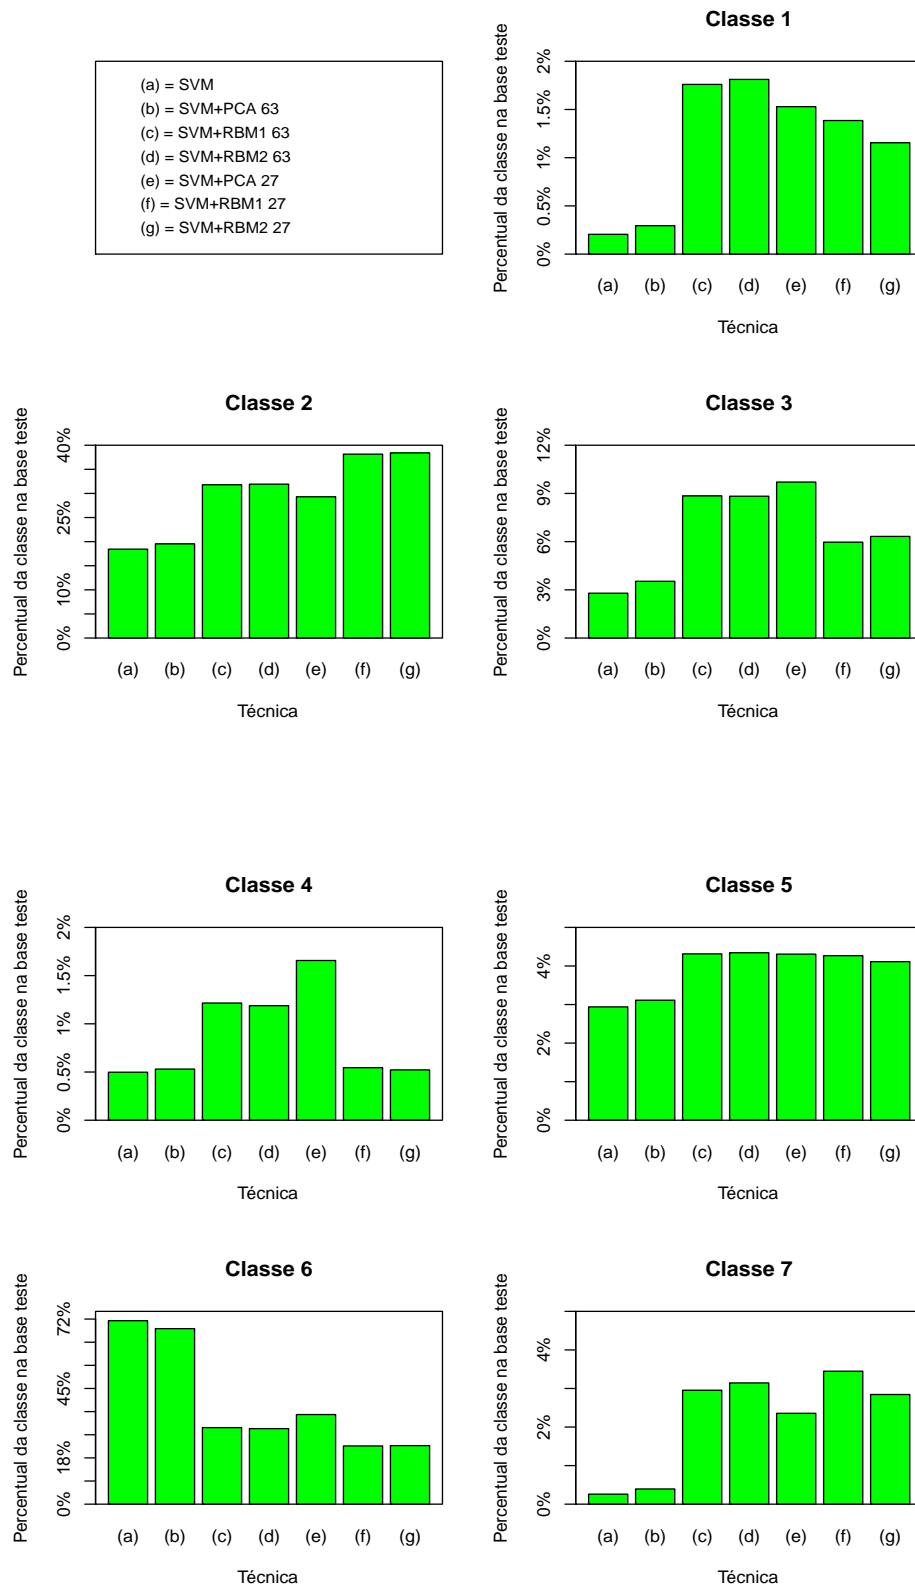 (a) = SVM
(b) = SVM+PCA 63
(c) = SVM+RBM1 63
(d) = SVM+RBM2 63
(e) = SVM+PCA 27
(f) = SVM+RBM1 27
(g) = SVM+RBM2 27
Classe 1
Percentual da classe na base teste
0% 0.5% 1% 1.5% 2%
(a) (b) (c) (d) (e) (f) (g)
Técnica
Classe 2
Percentual da classe na base teste
0% 10% 25% 40%
(a) (b) (c) (d) (e) (f) (g)
Técnica
Classe 3
Percentual da classe na base teste
0% 3% 6% 9% 12%
(a) (b) (c) (d) (e) (f) (g)
Técnica
Classe 4
Percentual da classe na base teste
0% 0.5% 1% 1.5% 2%
(a) (b) (c) (d) (e) (f) (g)
Técnica
Classe 5
Percentual da classe na base teste
0% 2% 4%
(a) (b) (c) (d) (e) (f) (g)
Técnica
Classe 6
Percentual da classe na base teste
0% 18% 45% 72%
(a) (b) (c) (d) (e) (f) (g)
Técnica
Classe 7
Percentual da classe na base teste
0% 2% 4%
(a) (b) (c) (d) (e) (f) (g)
Técnica